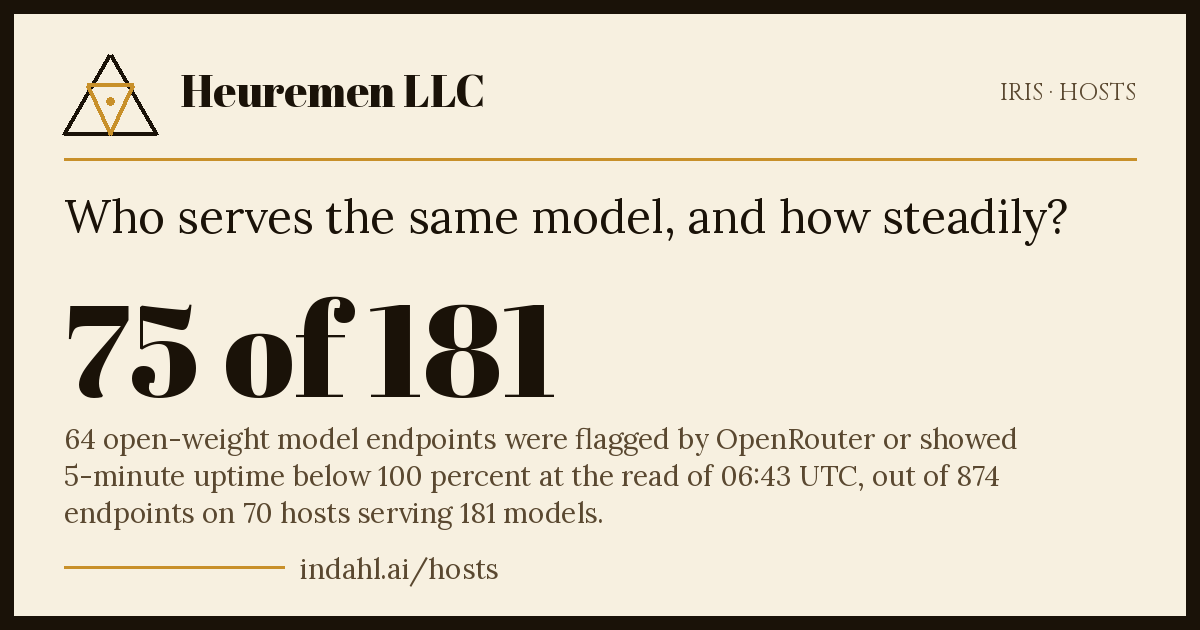 Heuremen LLC
IRIS · HOSTS
Who serves the same model, and how steadily?
75 of 181
64 open-weight model endpoints were flagged by OpenRouter or showed
5-minute uptime below 100 percent at the read of 06:43 UTC, out of 874
endpoints on 70 hosts serving 181 models.
indahl.ai/hosts